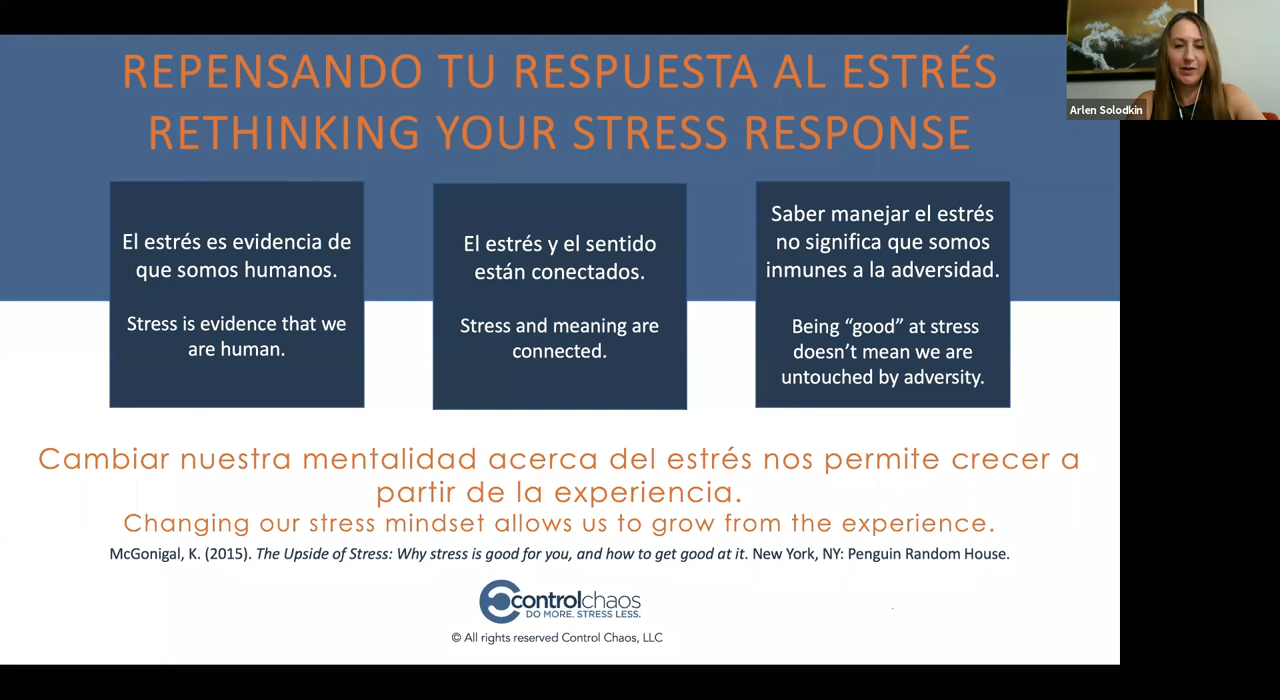 REPENSANDO TU RESPUESTA AL ESTRÉS
RETHINKING YOUR STRESS RESPONSE
Arlen Solodkin
El estrés es evidencia de
que somos humanos.
Stress is evidence that we
are human.
El estrés y el sentido
están conectados.
Stress and meaning are
connected.
Saber manejar el estrés
no significa que somos
inmunes a la adversidad.
Being “good” at stress
doesn’t mean we are
untouched by adversity.
Cambiar nuestra mentalidad acerca del estrés nos permite crecer a
partir de la experiencia.
Changing our stress mindset allows us to grow from the experience.
McGonigal, K. (2015). The Upside of Stress: Why stress is good for you, and how to get good at it. New York, NY: Penguin Random House.
controlchaos
DO MORE. STRESS LESS.
© All rights reserved Control Chaos, LLC